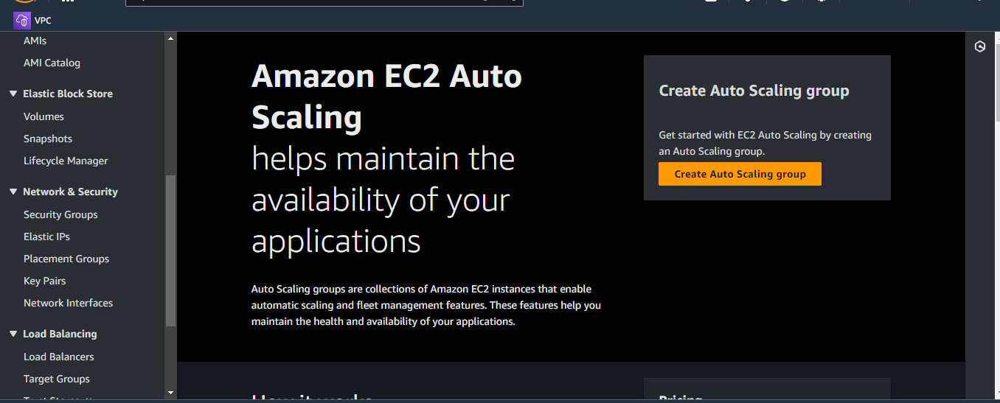 VPC
AMIs
AMI Catalog
Elastic Block Store
Volumes
Snapshots
Lifecycle Manager
Network & Security
Security Groups
Elastic IPs
Placement Groups
Key Pairs
Network Interfaces
Load Balancing
Load Balancers
Target Groups
Amazon EC2 Auto
Scaling
helps maintain the
availability of your
applications
Auto Scaling groups are collections of Amazon EC2 instances that enable
automatic scaling and fleet management features. These features help you
maintain the health and availability of your applications.
Create Auto Scaling group
Get started with EC2 Auto Scaling by creating
an Auto Scaling group.
Create Auto Scaling group
How it works
Pricing